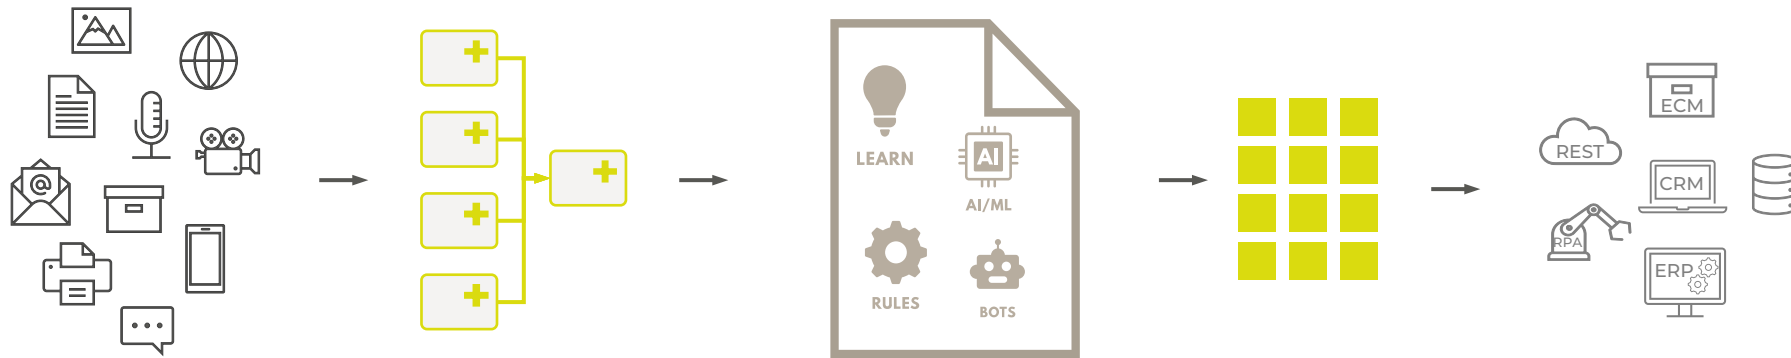 LEARN
AI
AI/ML
RULES
BOTS
ECM
REST
CRM
RPA
ERP